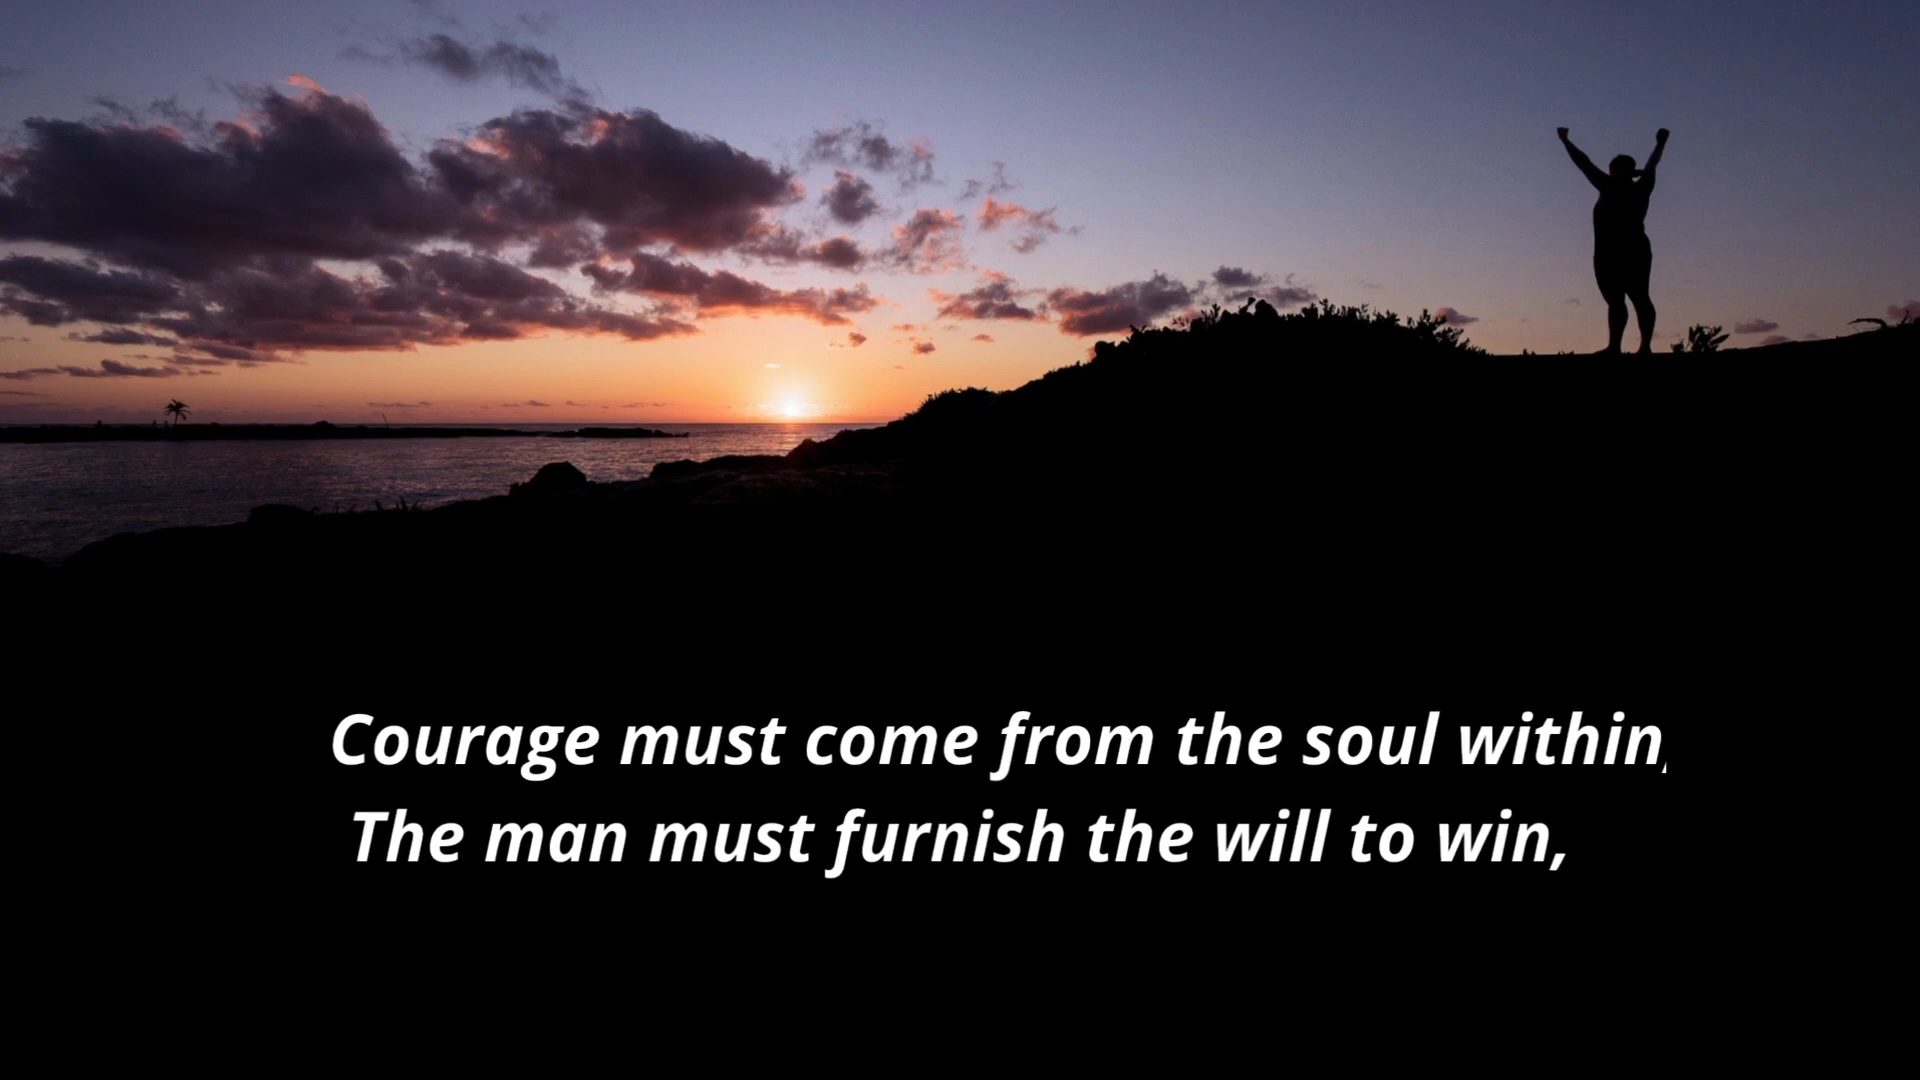 Courage must come from the soul within,
The man must furnish the will to win,